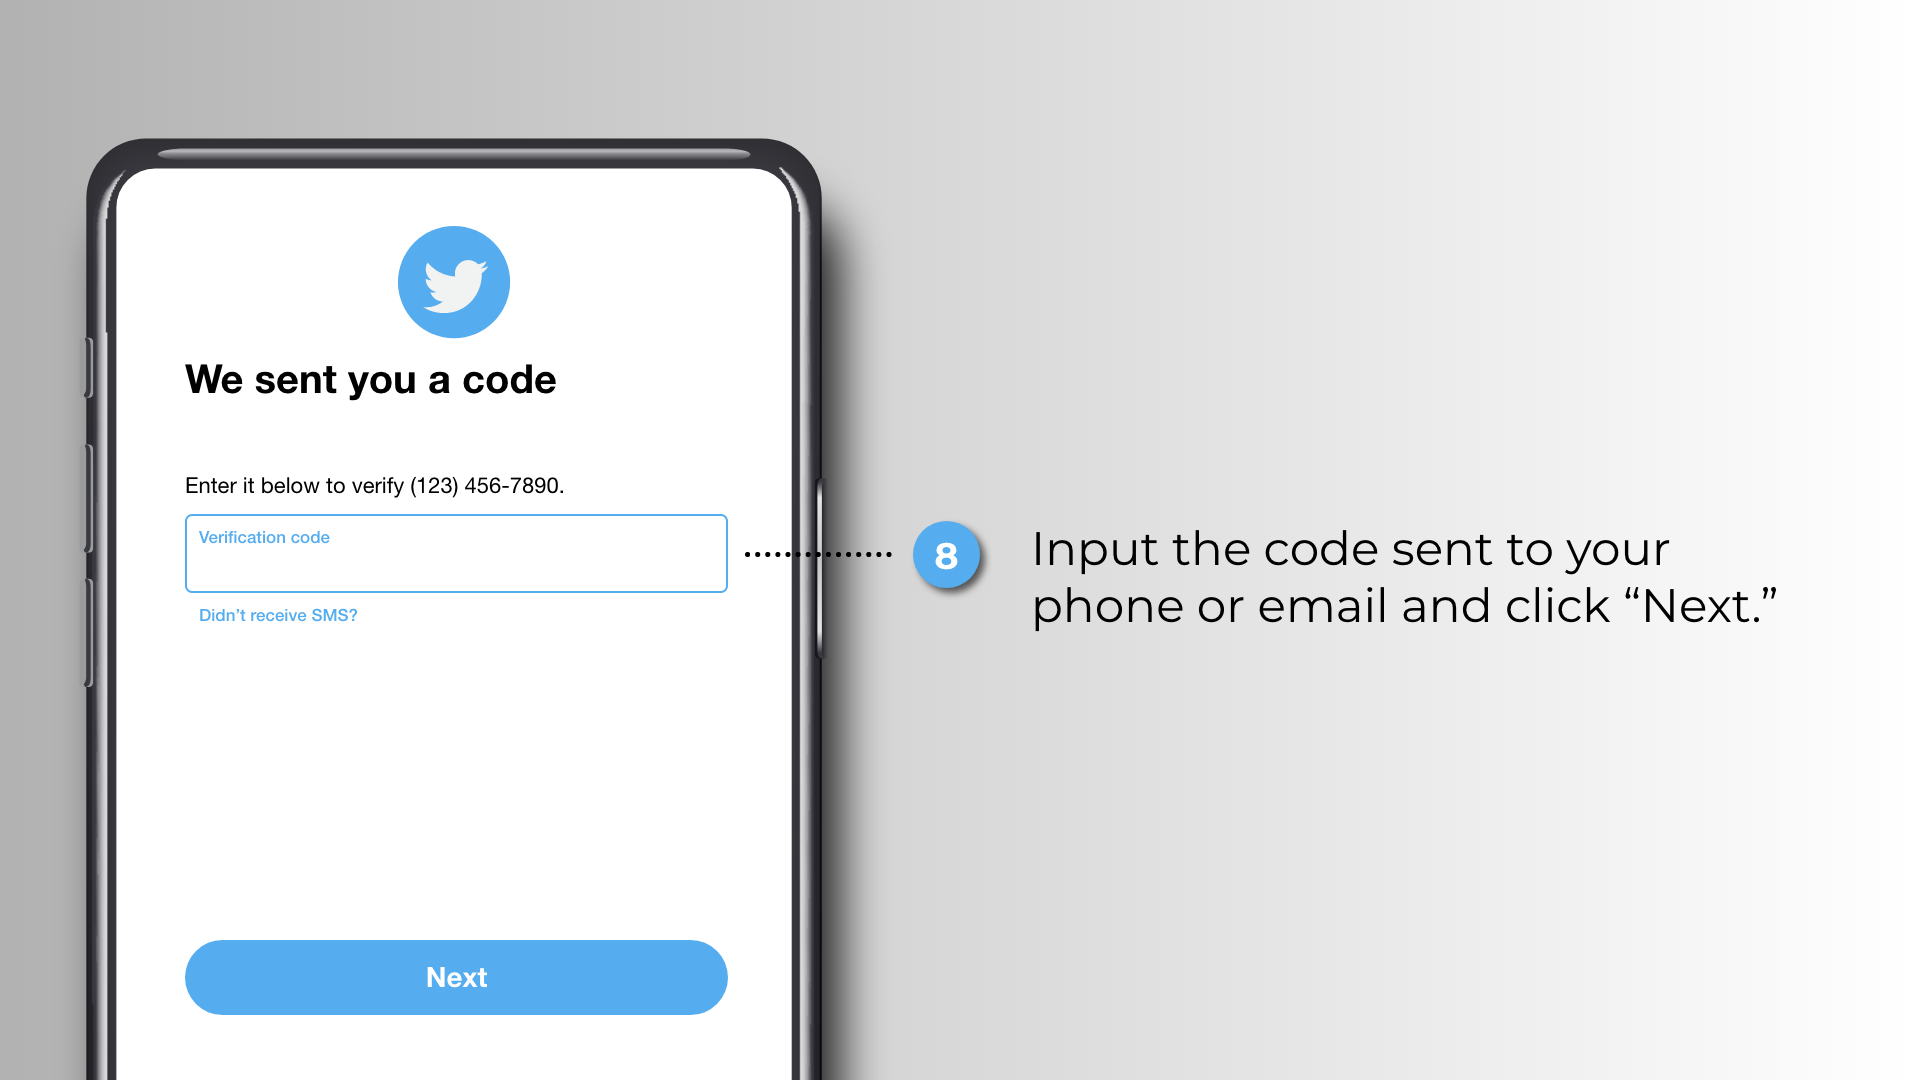 We sent you a code
Enter it below to verify (123) 456-7890.
Verification code
Didn’t receive SMS?
Next
8
Input the code sent to your
phone or email and click “Next.”